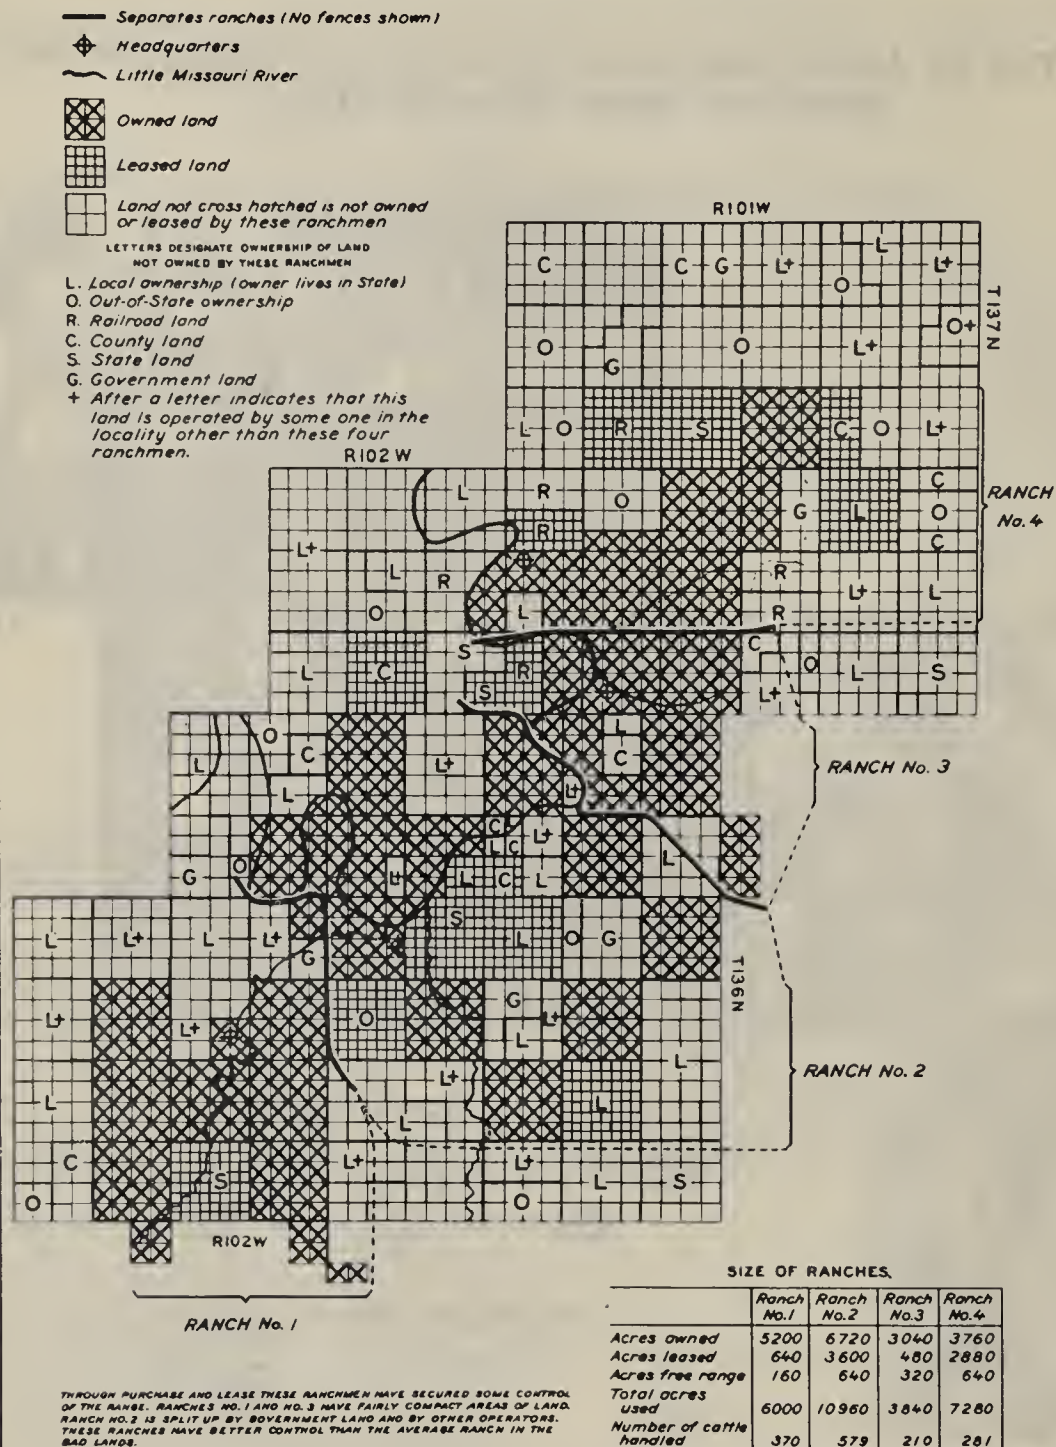 Separates ranches (No fences shown)
Headquarters
Little Missouri River
Owned land
Leased land
Land not cross hatched is not owned
or leased by these ranchmen
LETTERS DESIGNATE OWNERSHIP OF LAND
NOT OWNED BY THESE RANCHMEN
L. Local ownership (owner lives in State)
O. Out-of-State ownership
R. Railroad land
C. County land
S. State land
G. Government land
+ After a letter indicates that this
land is operated by some one in the
locality other than these four
ranchmen.
R101W
L
C C G L+ L+
O
T137N
O+
O O L+
G
L O R S C O L+
R102W
C
L R O G L O
R C
RANCH
No. 4
L+
L R R L+ L
O L R
S C O
L C R L S
S L+
O L
L C L+ C
RANCH No. 3
L L+
C L+
L C L
G O L+ L C L
S
L L+ L L+ L O G
G
T136N
G
L+ L+ O L+
L L
L+
RANCH No. 2
L L
L
L+ L+
C S L S
O O
R102W
RANCH No. 1
SIZE OF RANCHES.
Ranch No.1 Ranch No.2 Ranch No.3 Ranch No.4
Acres owned 5200 6720 3040 3760
Acres leased 640 3600 480 2880
Acres free range 160 640 320 640
Total acres
used 6000 10960 3840 7280
Number of cattle
handled 370 579 210 281
THROUGH PURCHASE AND LEASE THESE RANCHMEN HAVE SECURED SOME CONTROL
OF THE RANGE. RANCHES NO. 1 AND NO. 3 HAVE FAIRLY COMPACT AREAS OF LAND.
RANCH NO. 2 IS SPLIT UP BY GOVERNMENT LAND AND BY OTHER OPERATORS.
THESE RANCHES HAVE BETTER CONTROL THAN THE AVERAGE RANCH IN THE
BAD LANDS.